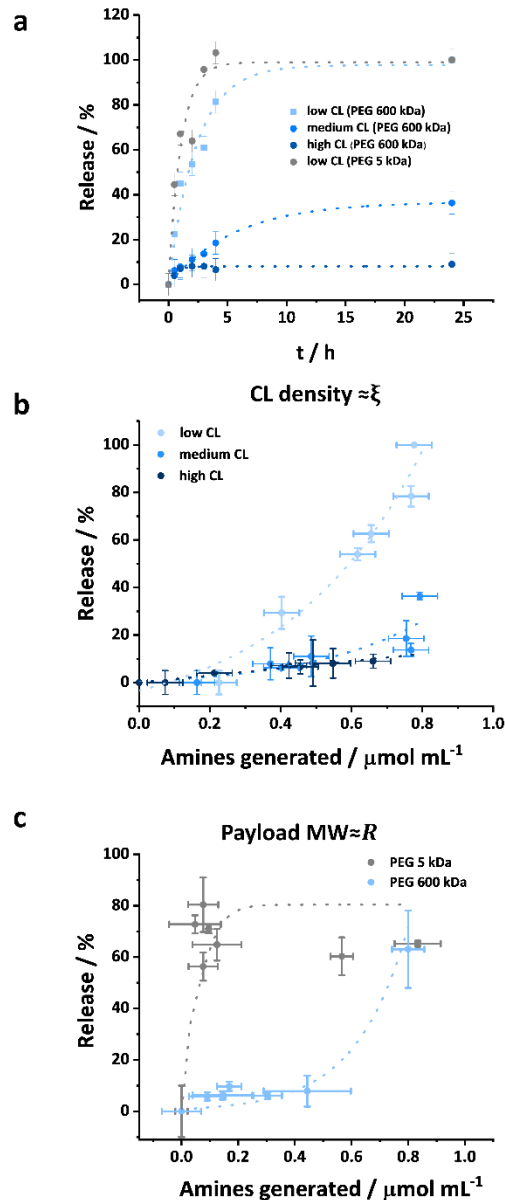 a
120
100
80
60
40
20
0
Release / %
low CL (PEG 600 kDa)
medium CL (PEG 600 kDa)
high CL (PEG 600 kDa)
low CL (PEG 5 kDa)
0 5 10 15 20 25
t / h
b
CL density ≈ξ
100
80
60
40
20
0
Release / %
low CL
medium CL
high CL
0.0 0.2 0.4 0.6 0.8 1.0
Amines generated / μmol mL⁻¹
c
Payload MW≈R
100
80
60
40
20
0
Release / %
PEG 5 kDa
PEG 600 kDa
0.0 0.2 0.4 0.6 0.8 1.0
Amines generated / μmol mL⁻¹